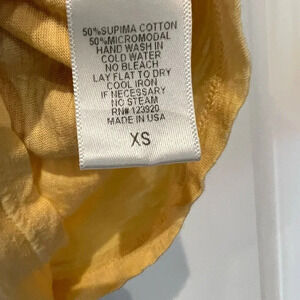 50%SUPIMA COTTON
50%MICROMODAL
HAND WASH IN
COLD WATER
NO BLEACH
LAY FLAT TO DRY
COOL IRON
IF NECESSARY
NO STEAM
RN# 123920
MADE IN USA
XS